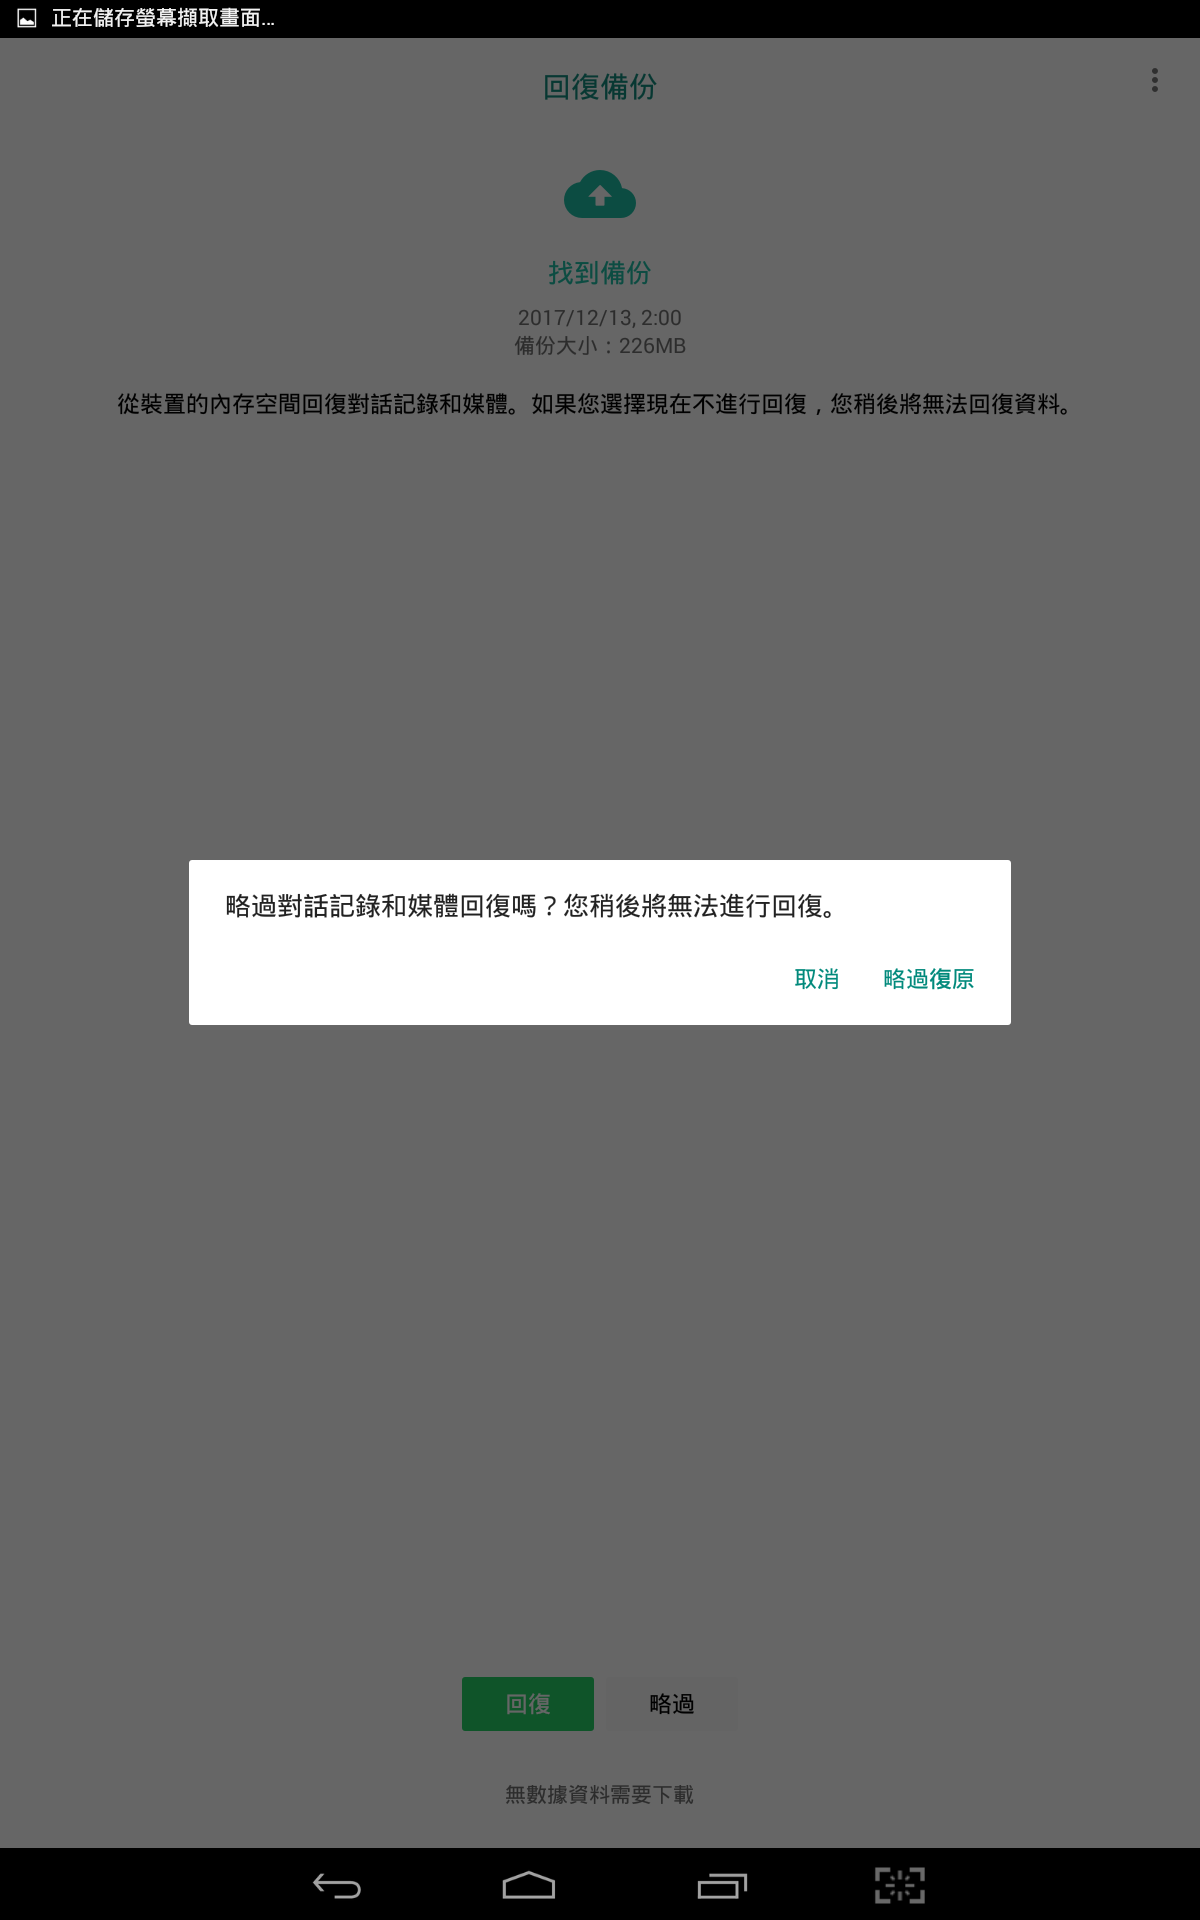 正在儲存螢幕擷取畫面...
回復備份
找到備份
2017/12/13, 2:00
備份大小：226MB
從裝置的內存空間回復對話記錄和媒體。如果您選擇現在不進行回復，您稍後將無法回復資料。
略過對話記錄和媒體回復嗎？您稍後將無法進行回復。
取消 略過復原
回復 略過
無數據資料需要下載